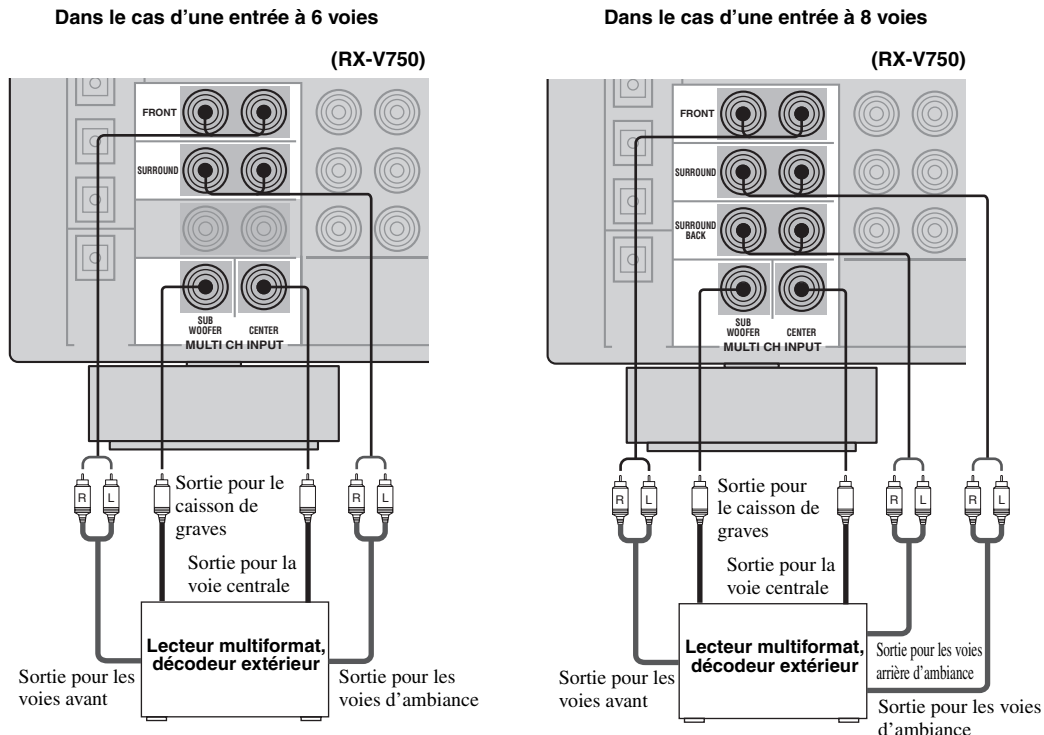 Dans le cas d'une entrée à 6 voies
(RX-V750)
FRONT
SURROUND
SUB
WOOFER
CENTER
MULTI CH INPUT
R L
R L
Sortie pour le
caisson de
graves
Sortie pour la
voie centrale
Lecteur multiformat,
décodeur extérieur
Sortie pour les
voies avant
Sortie pour les
voies d'ambiance
Dans le cas d'une entrée à 8 voies
(RX-V750)
FRONT
SURROUND
SURROUND
BACK
SUB
WOOFER
CENTER
MULTI CH INPUT
R L
R L
R L
Sortie pour
le caisson de
graves
Sortie pour la
voie centrale
Lecteur multiformat,
décodeur extérieur
Sortie pour les
voies avant
Sortie pour les voies
arrière d'ambiance
Sortie pour les voies
d'ambiance